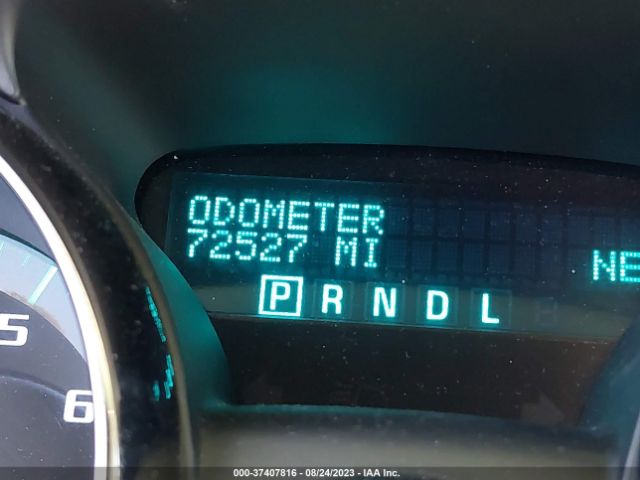 ODOMETER
72527 MI
NE
P R N D L
5
6
000-37407816 - 08/24/2023 - IAA Inc.